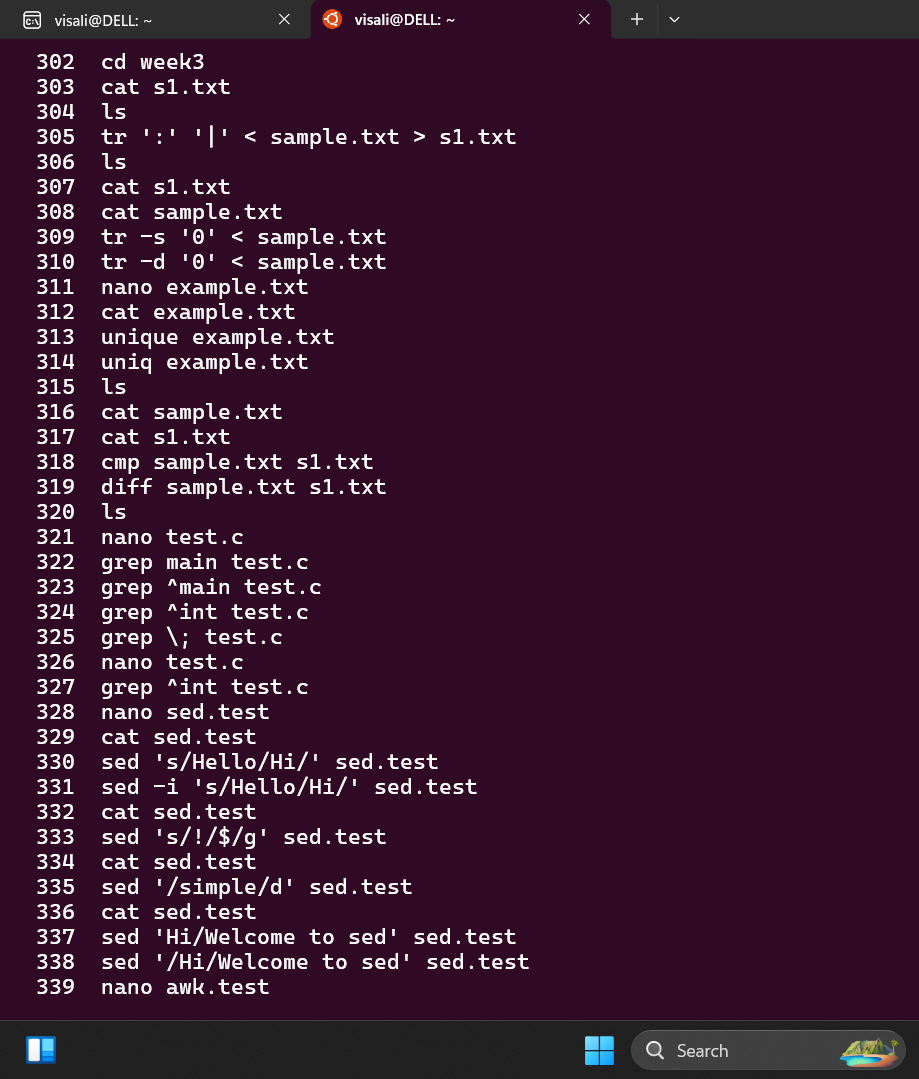 visali@DELL: ~
visali@DELL: ~
302 cd week3
303 cat s1.txt
304 ls
305 tr ':' '|' < sample.txt > s1.txt
306 ls
307 cat s1.txt
308 cat sample.txt
309 tr -s '0' < sample.txt
310 tr -d '0' < sample.txt
311 nano example.txt
312 cat example.txt
313 unique example.txt
314 uniq example.txt
315 ls
316 cat sample.txt
317 cat s1.txt
318 cmp sample.txt s1.txt
319 diff sample.txt s1.txt
320 ls
321 nano test.c
322 grep main test.c
323 grep ^main test.c
324 grep ^int test.c
325 grep \; test.c
326 nano test.c
327 grep ^int test.c
328 nano sed.test
329 cat sed.test
330 sed 's/Hello/Hi/' sed.test
331 sed -i 's/Hello/Hi/' sed.test
332 cat sed.test
333 sed 's/!/$/g' sed.test
334 cat sed.test
335 sed '/simple/d' sed.test
336 cat sed.test
337 sed 'Hi/Welcome to sed' sed.test
338 sed '/Hi/Welcome to sed' sed.test
339 nano awk.test
Search